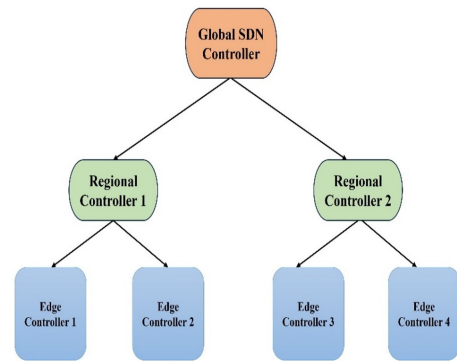 Global SDN
Controller
Regional
Controller 1
Regional
Controller 2
Edge
Controller 1
Edge
Controller 2
Edge
Controller 3
Edge
Controller 4